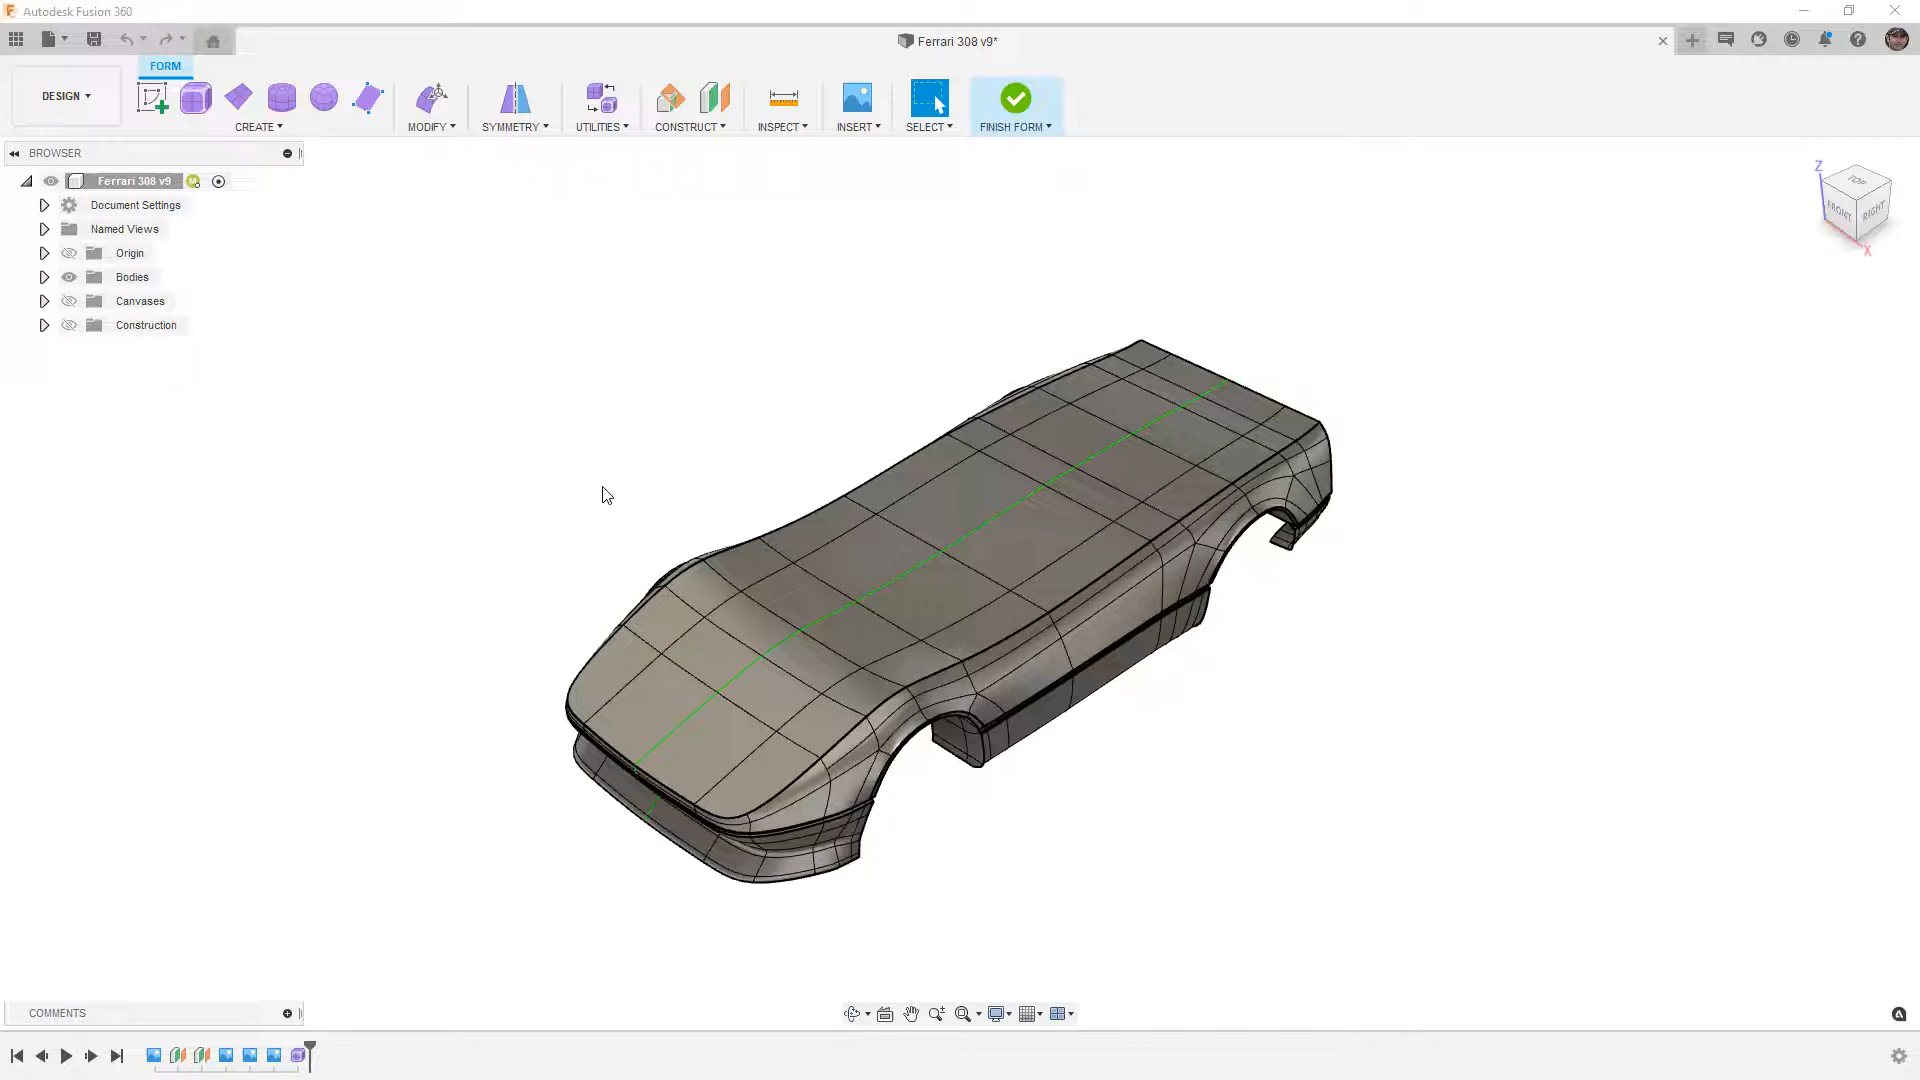 Autodesk Fusion 360
Ferrari 308 v9*
FORM
DESIGN
CREATE
MODIFY
SYMMETRY
UTILITIES
CONSTRUCT
INSPECT
INSERT
SELECT
FINISH FORM
BROWSER
Ferrari 308 v9
Document Settings
Named Views
Origin
Bodies
Canvases
Construction
Z
TOP
FRONT
RIGHT
X
COMMENTS